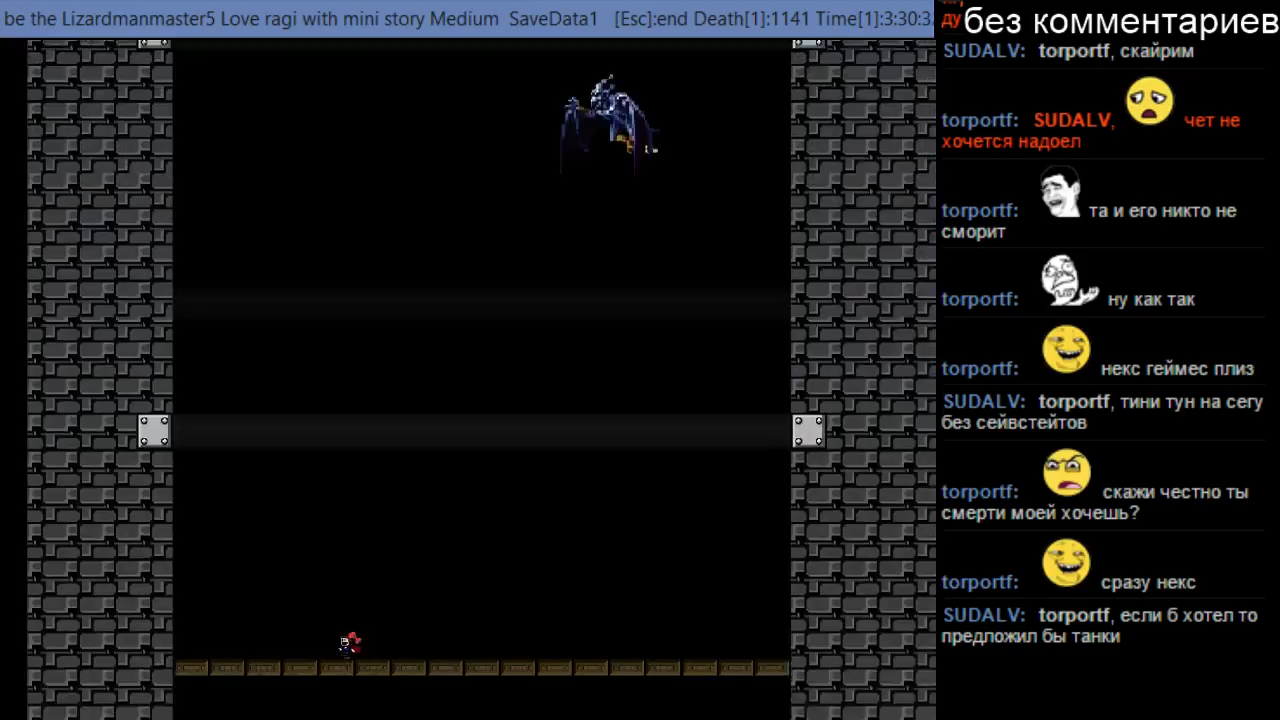 be the Lizardmanmaster5 Love ragi with mini story Medium  SaveData1   [Esc]:end Death[1]:1141 Time[1]:3:30:3
без комментариев
SUDALV: torportf, скайрим
torportf: SUDALV, чет не
хочется надоел
torportf: та и его никто не
сморит
torportf: ну как так
torportf: некс геймес плиз
SUDALV: torportf, тини тун на сегу
без сейвстейтов
torportf: скажи честно ты
смерти моей хочешь?
torportf: сразу некс
SUDALV: torportf, если б хотел то
предложил бы танки